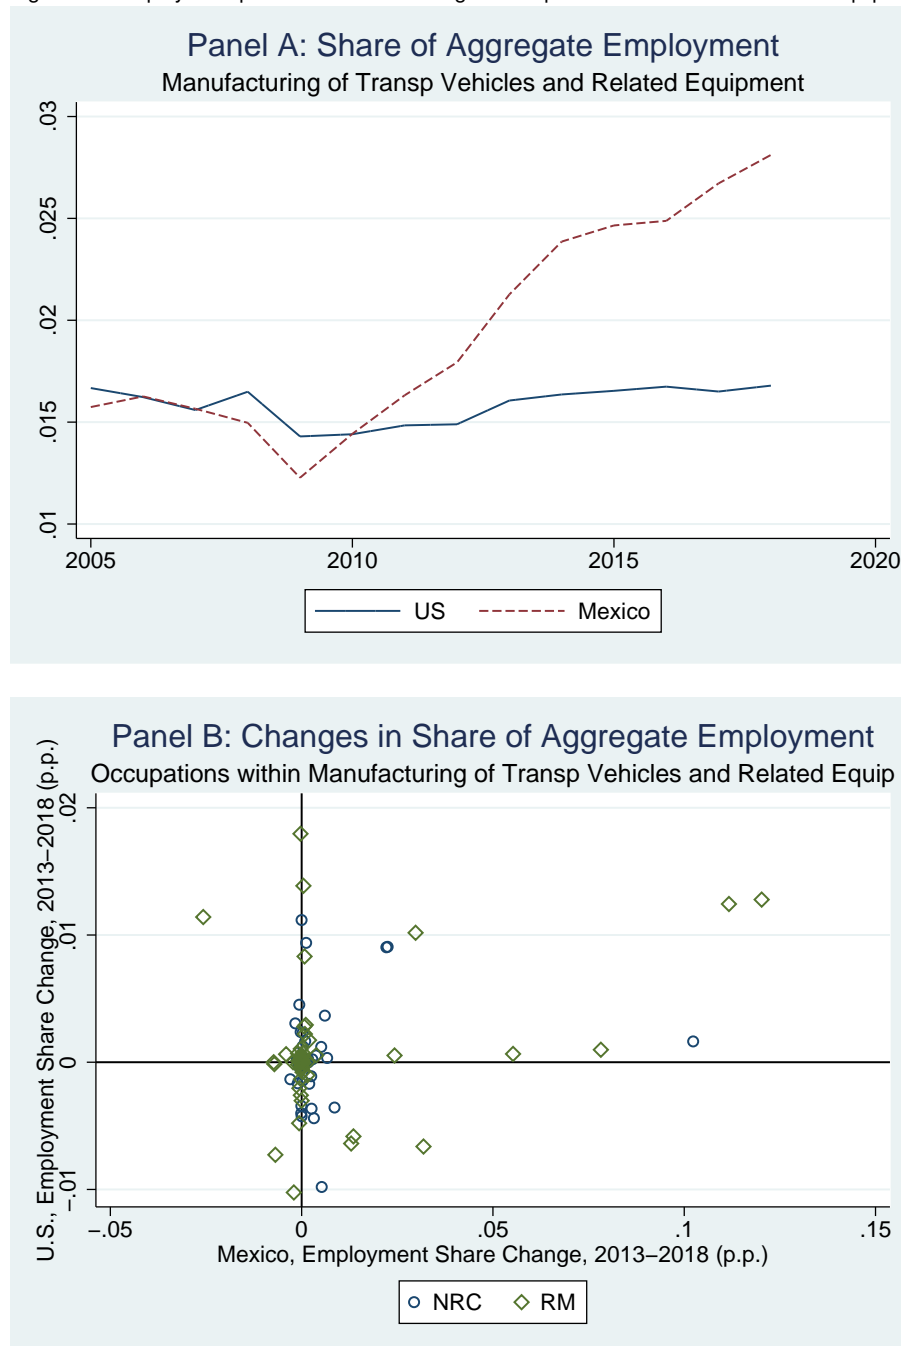 Panel A: Share of Aggregate Employment
Manufacturing of Transp Vehicles and Related Equipment
.03
.025
.02
.015
.01
2005 2010 2015 2020
US Mexico
Panel B: Changes in Share of Aggregate Employment
Occupations within Manufacturing of Transp Vehicles and Related Equip
U.S., Employment Share Change, 2013−2018 (p.p.)
.02
.01
0
−.01
−.05 0 .05 .1 .15
Mexico, Employment Share Change, 2013−2018 (p.p.)
NRC RM